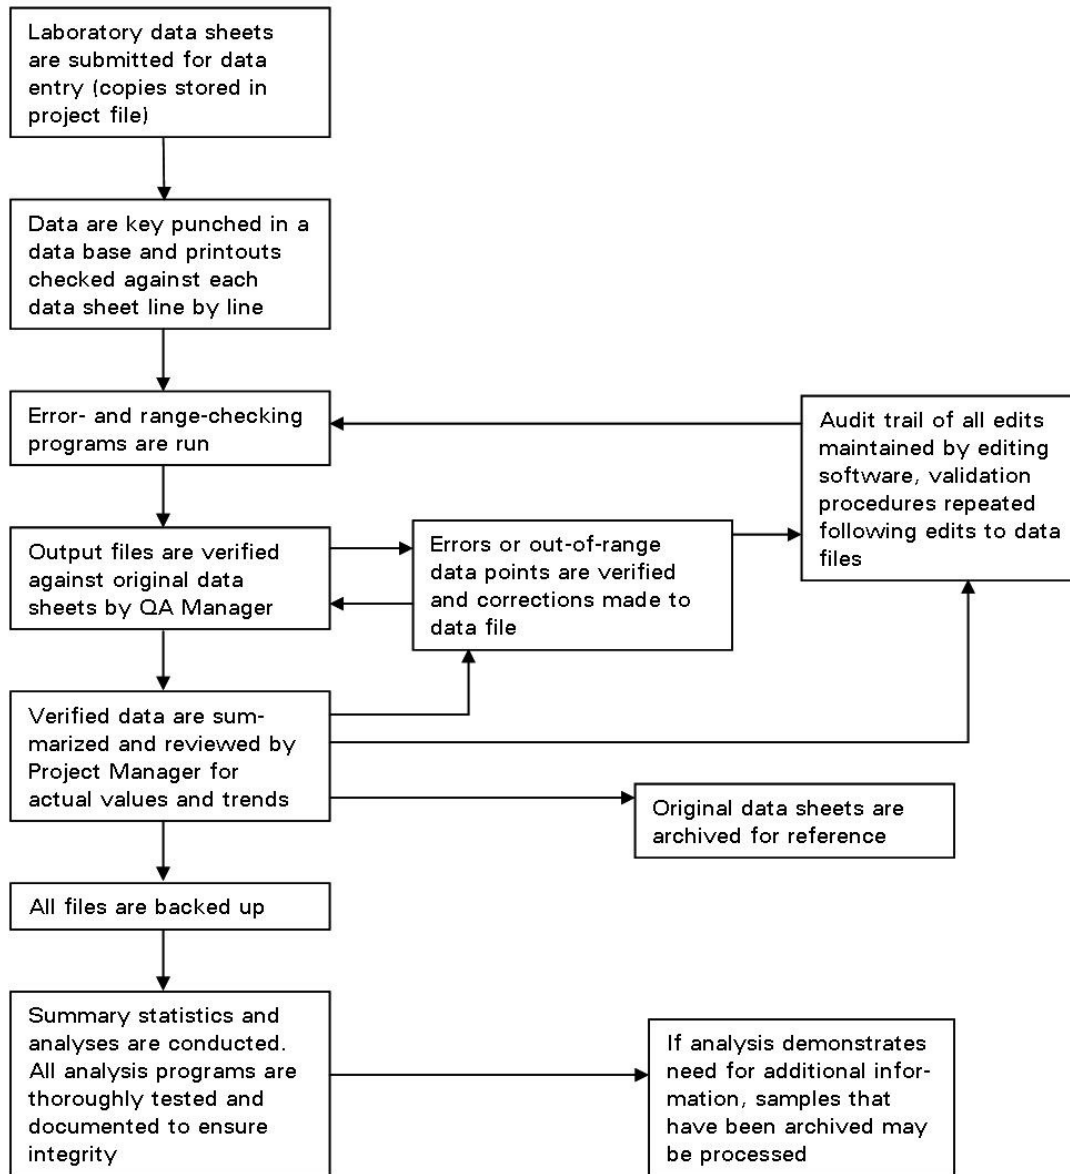 Laboratory data sheets
are submitted for data
entry (copies stored in
project file)
Data are key punched in a
data base and printouts
checked against each
data sheet line by line
Error- and range-checking
programs are run
Audit trail of all edits
maintained by editing
software, validation
procedures repeated
following edits to data
files
Output files are verified
against original data
sheets by QA Manager
Errors or out-of-range
data points are verified
and corrections made to
data file
Verified data are sum-
marized and reviewed by
Project Manager for
actual values and trends
Original data sheets are
archived for reference
All files are backed up
Summary statistics and
analyses are conducted.
All analysis programs are
thoroughly tested and
documented to ensure
integrity
If analysis demonstrates
need for additional infor-
mation, samples that
have been archived may
be processed